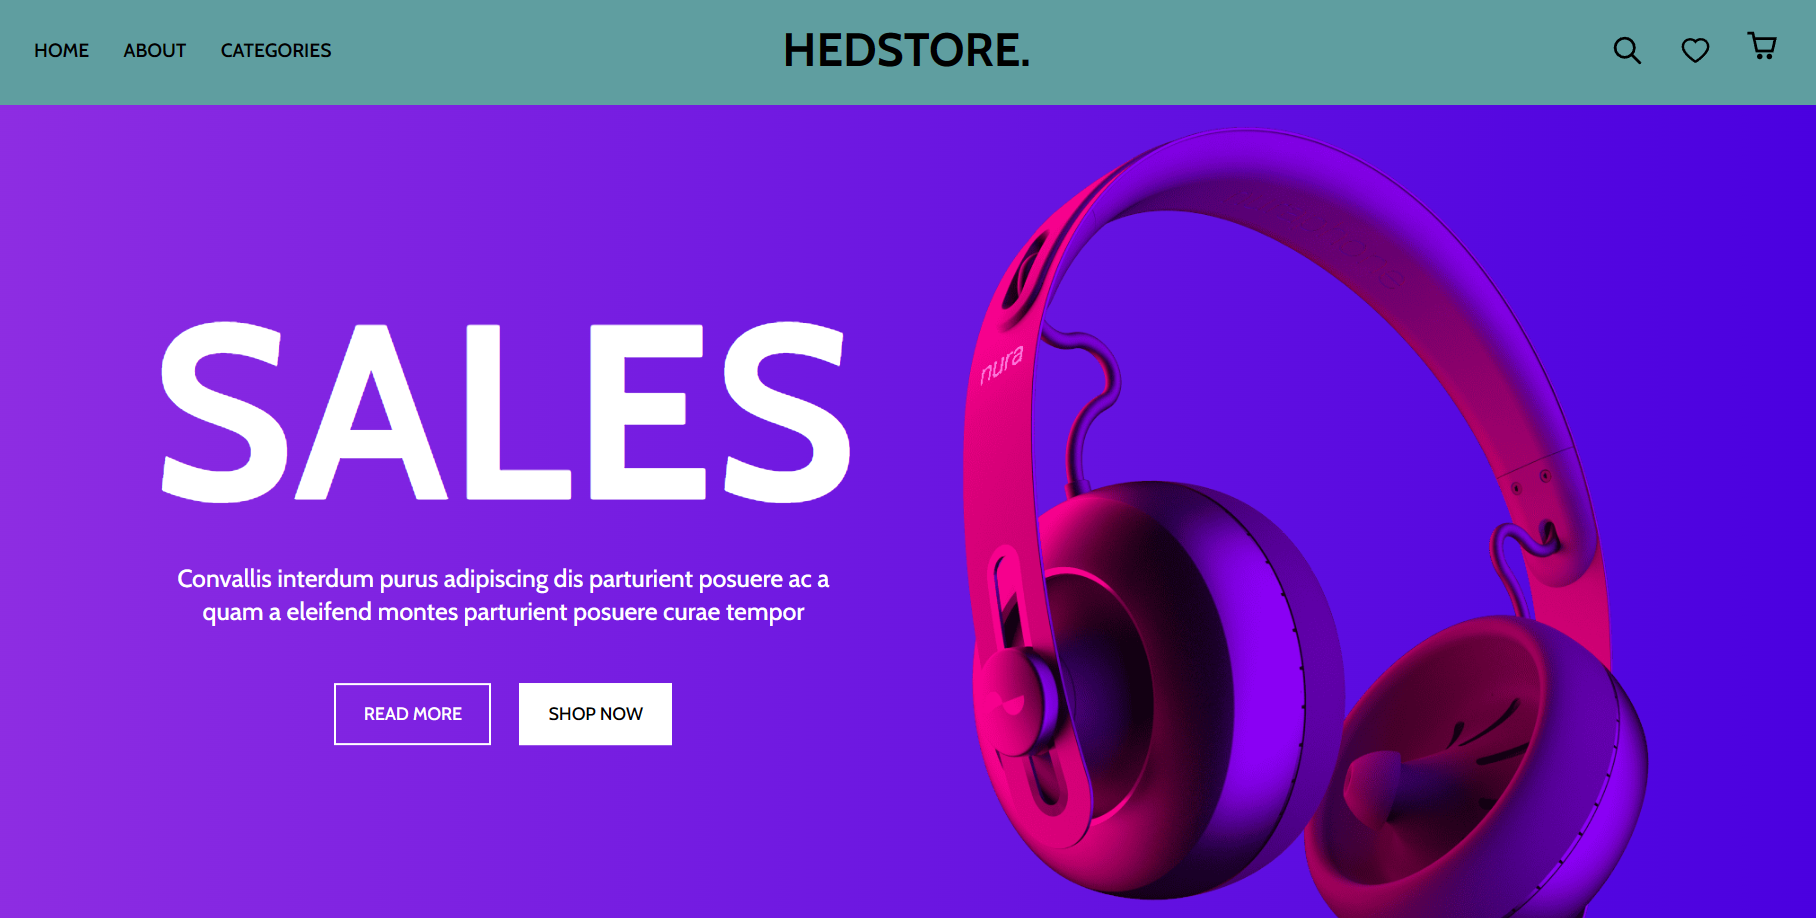 HOME ABOUT CATEGORIES HEDSTORE.
SALES
nura
Convallis interdum purus adipiscing dis parturient posuere ac a
quam a eleifend montes parturient posuere curae tempor
READ MORE SHOP NOW